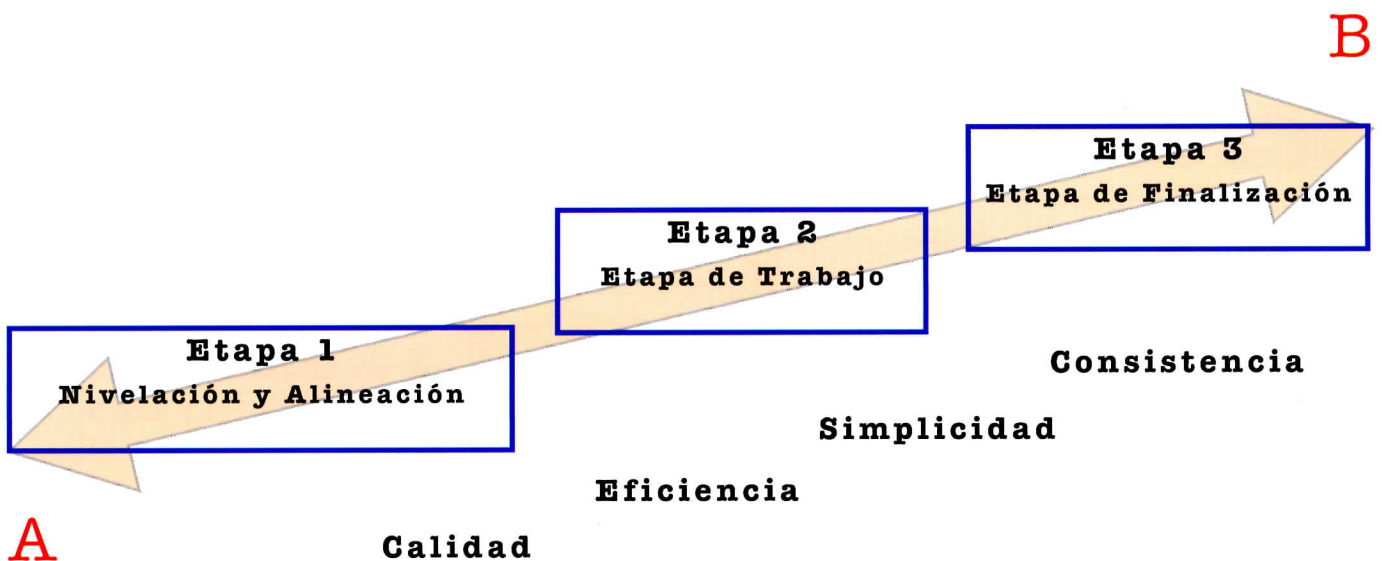 B
Etapa 3
Etapa de Finalización
Etapa 2
Etapa de Trabajo
Etapa 1
Nivelación y Alineación
Consistencia
Simplicidad
Eficiencia
A
Calidad